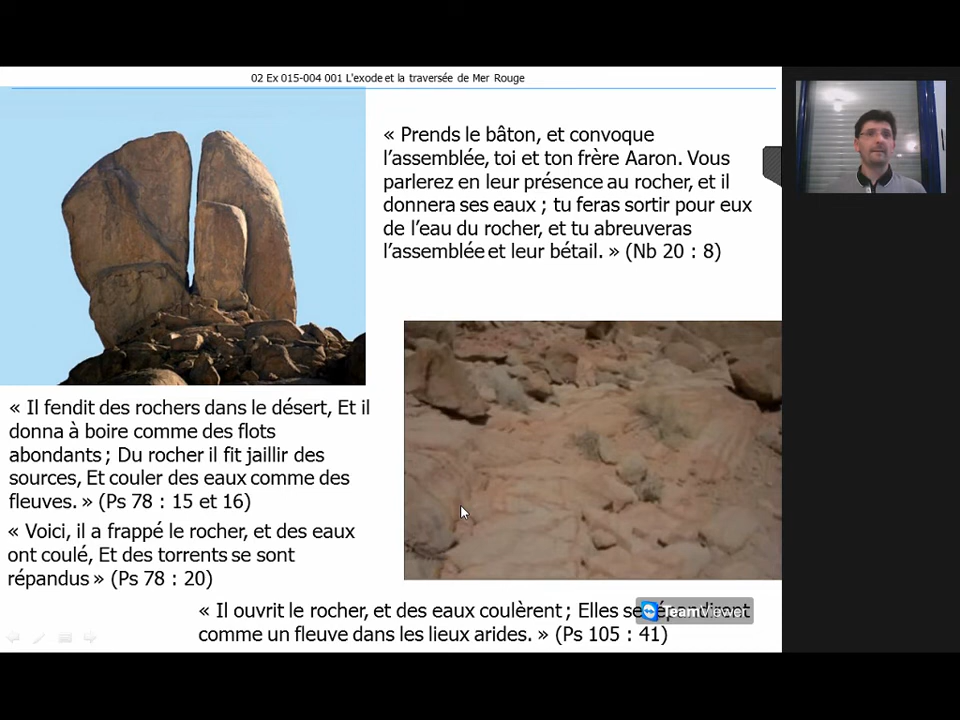 02 Ex 015-004 001 L'exode et la traversée de Mer Rouge
« Prends le bâton, et convoque
l'assemblée, toi et ton frère Aaron. Vous
parlerez en leur présence au rocher, et il
donnera ses eaux ; tu feras sortir pour eux
de l'eau du rocher, et tu abreuveras
l'assemblée et leur bétail. » (Nb 20 : 8)
« Il fendit des rochers dans le désert, Et il
donna à boire comme des flots
abondants ; Du rocher il fit jaillir des
sources, Et couler des eaux comme des
fleuves. » (Ps 78 : 15 et 16)
« Voici, il a frappé le rocher, et des eaux
ont coulé, Et des torrents se sont
répandus » (Ps 78 : 20)
« Il ouvrit le rocher, et des eaux coulèrent ; Elles se répandirent
comme un fleuve dans les lieux arides. » (Ps 105 : 41)
TeamViewer